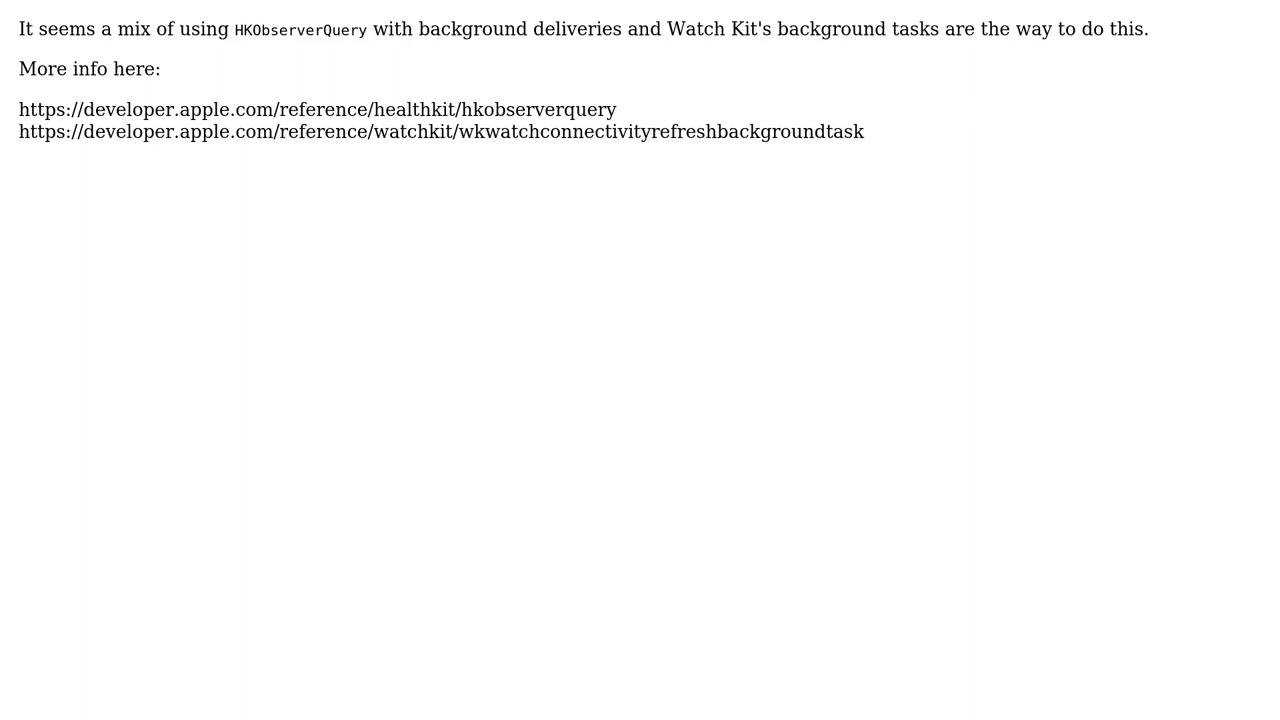 It seems a mix of using HKObserverQuery with background deliveries and Watch Kit's background tasks are the way to do this.
More info here:
https://developer.apple.com/reference/healthkit/hkobserverquery
https://developer.apple.com/reference/watchkit/wkwatchconnectivityrefreshbackgroundtask